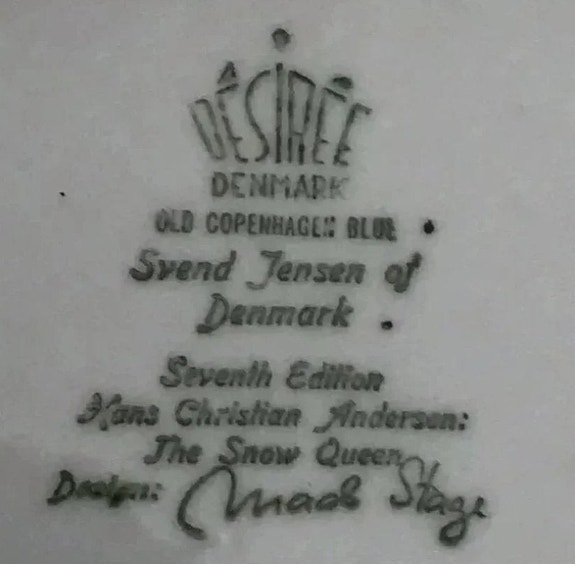 DÉSIRÉE
DENMARK
OLD COPENHAGEN BLUE
Svend Jensen of
Denmark
Seventh Edition
Hans Christian Andersen:
The Snow Queen
Design: Mads Stage